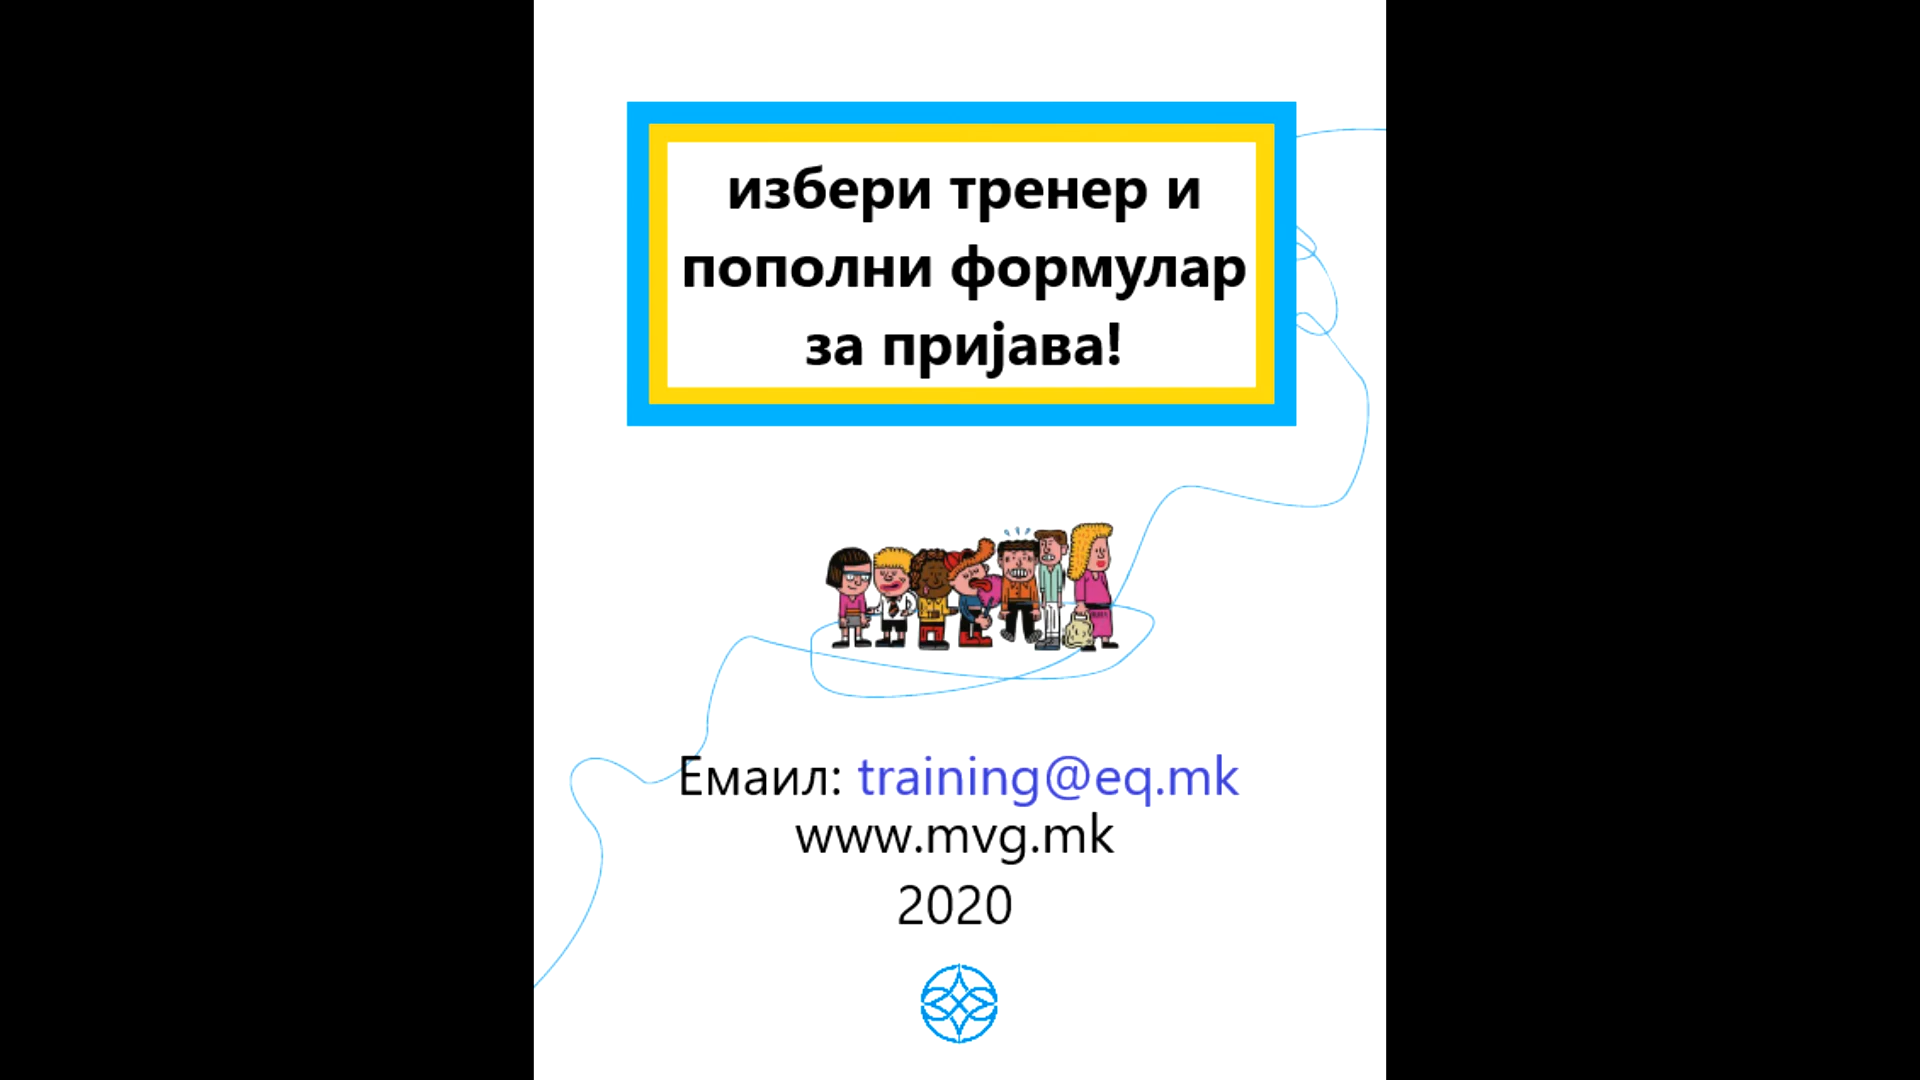 избери тренер и
пополни формулар
за пријава!
Емаил: training@eq.mk
www.mvg.mk
2020